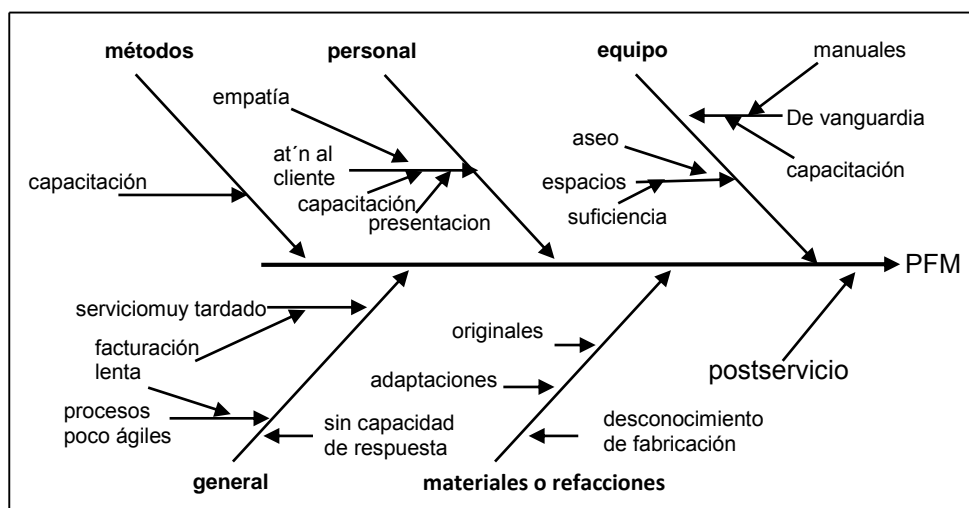 métodos
personal
equipo
manuales
empatía
De vanguardia
aseo
at´n al
cliente
capacitación
capacitación
espacios
capacitación
presentacion
suficiencia
PFM
serviciomuy tardado
originales
facturación
lenta
postservicio
adaptaciones
procesos
poco ágiles
sin capacidad
de respuesta
desconocimiento
de fabricación
general
materiales o refacciones